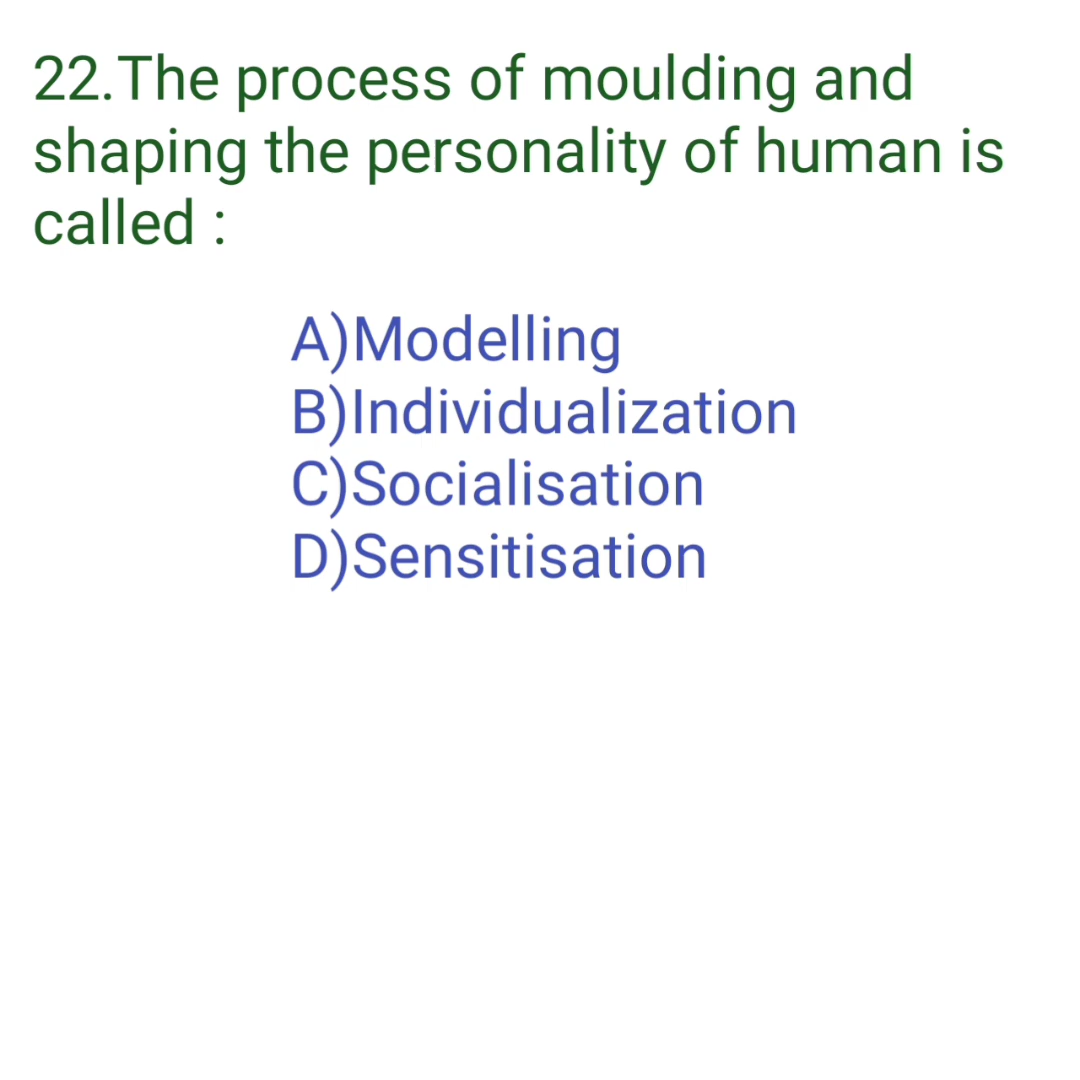 22.The process of moulding and
shaping the personality of human is
called :
A)Modelling
B)Individualization
C)Socialisation
D)Sensitisation